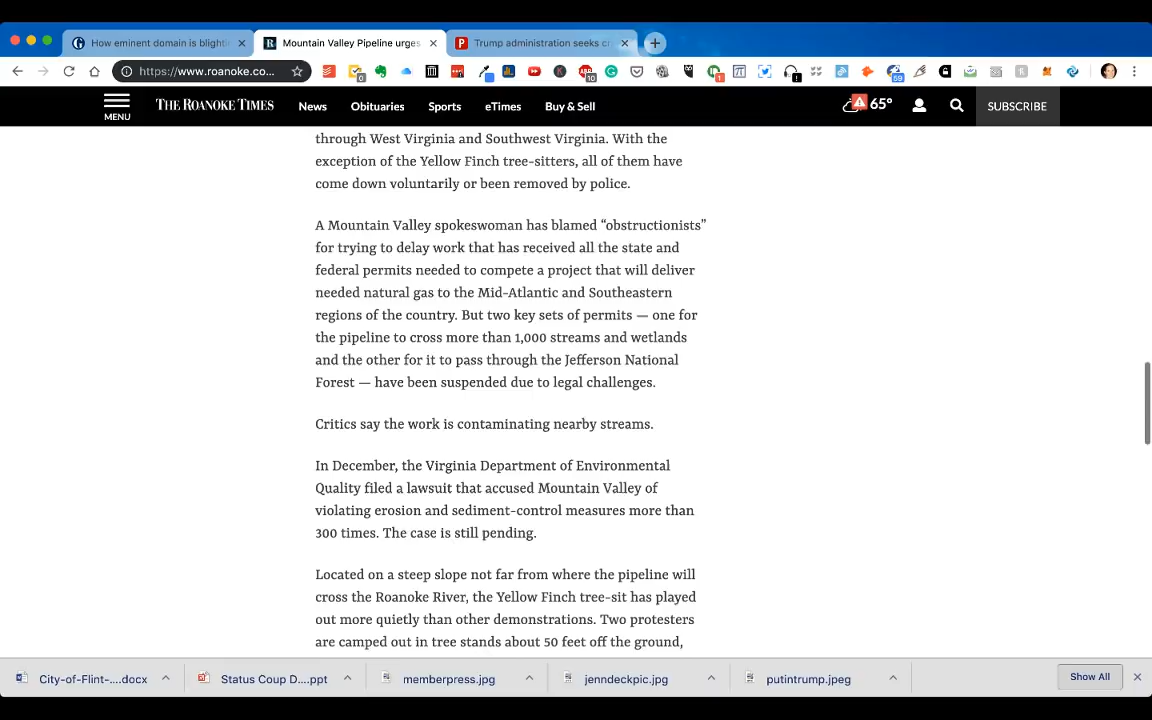 How eminent domain is blighti
Mountain Valley Pipeline urges
Trump administration seeks cr
https://www.roanoke.co...
MENU
THE ROANOKE TIMES
News
Obituaries
Sports
eTimes
Buy & Sell
65°
SUBSCRIBE
through West Virginia and Southwest Virginia. With the
exception of the Yellow Finch tree-sitters, all of them have
come down voluntarily or been removed by police.
A Mountain Valley spokeswoman has blamed “obstructionists”
for trying to delay work that has received all the state and
federal permits needed to compete a project that will deliver
needed natural gas to the Mid-Atlantic and Southeastern
regions of the country. But two key sets of permits — one for
the pipeline to cross more than 1,000 streams and wetlands
and the other for it to pass through the Jefferson National
Forest — have been suspended due to legal challenges.
Critics say the work is contaminating nearby streams.
In December, the Virginia Department of Environmental
Quality filed a lawsuit that accused Mountain Valley of
violating erosion and sediment-control measures more than
300 times. The case is still pending.
Located on a steep slope not far from where the pipeline will
cross the Roanoke River, the Yellow Finch tree-sit has played
out more quietly than other demonstrations. Two protesters
are camped out in tree stands about 50 feet off the ground,
City-of-Flint-....docx
Status Coup D....ppt
memberpress.jpg
jenndeckpic.jpg
putintrump.jpeg
Show All